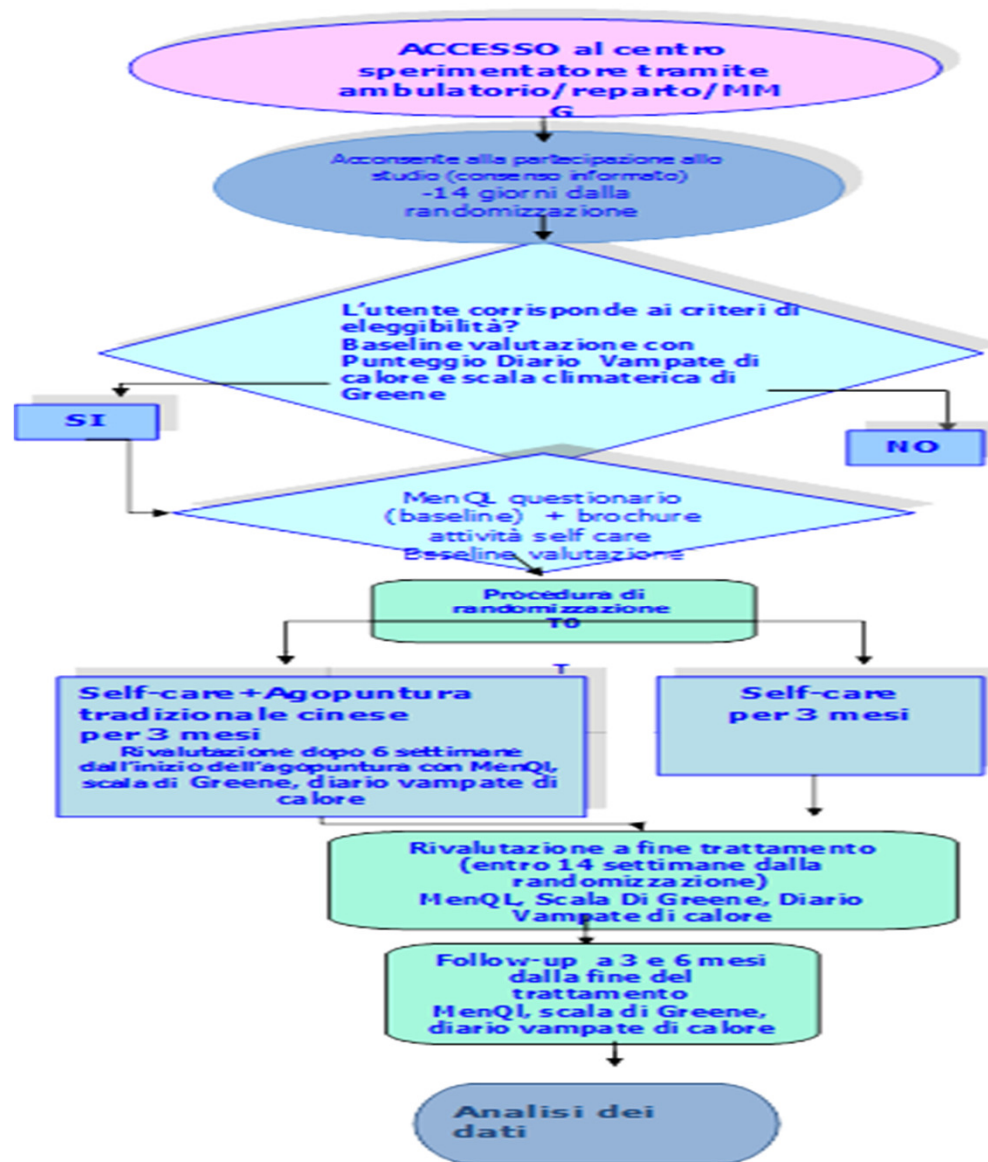 ACCESSO al centro
sperimentatore tramite
ambulatorio/reparto/MM
G
Acconsente alla partecipazione allo
studio (consenso informato)
-14 giorni dalla
randomizzazione
L'utente corrisponde ai criteri di
eleggibilità?
Baseline valutazione con
Punteggio Diario Vampate di
calore e scala climaterica di
Greene
SI
NO
MenQL questionario
(baseline) + brochure
attività self care
Baseline valutazione
Procedura di
randomizzazione
T0
T
Self-care+Agopuntura
tradizionale cinese
per 3 mesi
Rivalutazione dopo 6 settimane
dall'inizio dell'agopuntura con MenQl,
scala di Greene, diario vampate di
calore
Self-care
per 3 mesi
Rivalutazione a fine trattamento
(entro 14 settimane dalla
randomizzazione)
MenQL, Scala Di Greene, Diario
Vampate di calore
Follow-up a 3 e 6 mesi
dalla fine del
trattamento
MenQl, scala di Greene,
diario vampate di calore
Analisi dei
dati